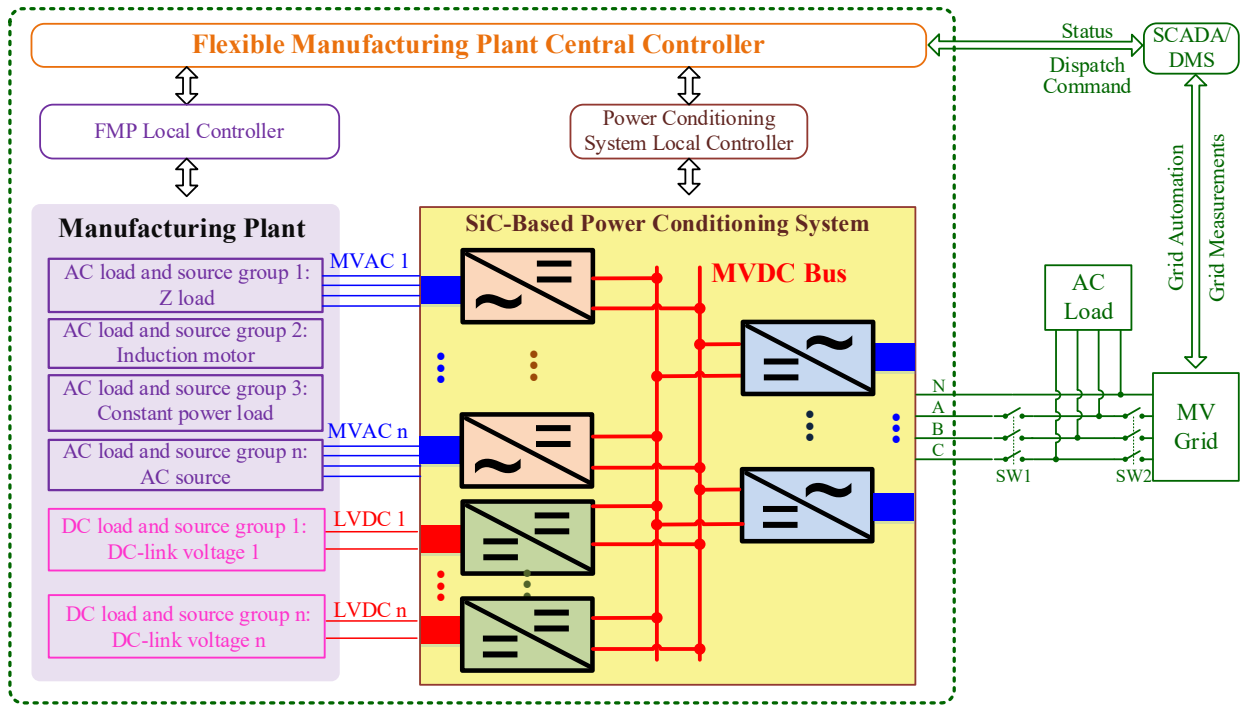 Flexible Manufacturing Plant Central Controller
Status
Dispatch
Command
SCADA/
DMS
FMP Local Controller
Power Conditioning
System Local Controller
Grid Automation
Grid Measurements
Manufacturing Plant
AC load and source group 1:
Z load
AC load and source group 2:
Induction motor
AC load and source group 3:
Constant power load
AC load and source group n:
AC source
DC load and source group 1:
DC-link voltage 1
DC load and source group n:
DC-link voltage n
MVAC 1
MVAC n
LVDC 1
LVDC n
SiC-Based Power Conditioning System
MVDC Bus
AC
Load
N
A
B
C
SW1
SW2
MV
Grid